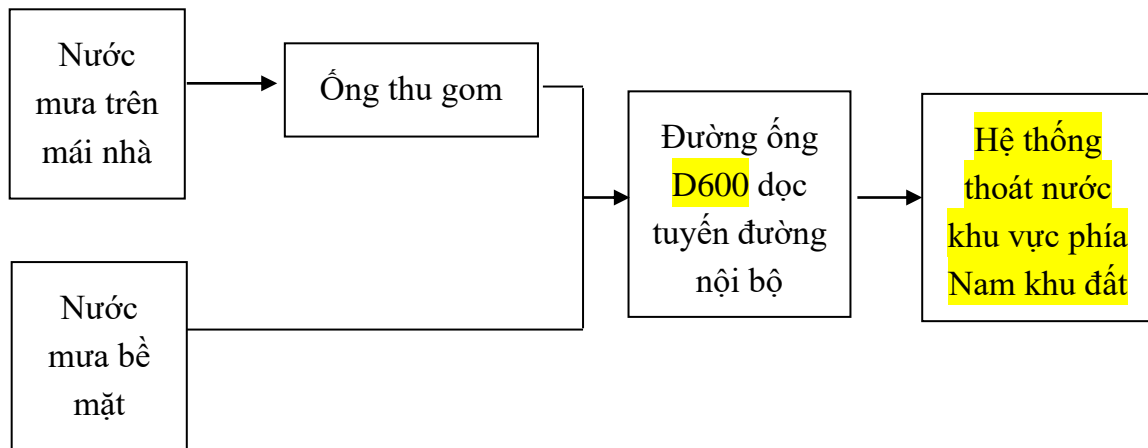 Nước
mưa trên
mái nhà
Ống thu gom
Đường ống
D600 dọc
tuyến đường
nội bộ
Hệ thống
thoát nước
khu vực phía
Nam khu đất
Nước
mưa bề
mặt